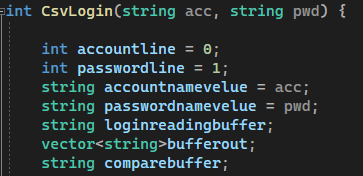 int CsvLogin(string acc, string pwd) {
int accountline = 0;
int passwordline = 1;
string accountnamevelue = acc;
string passwordnamevelue = pwd;
string loginreadingbuffer;
vector<string>bufferout;
string comparebuffer;